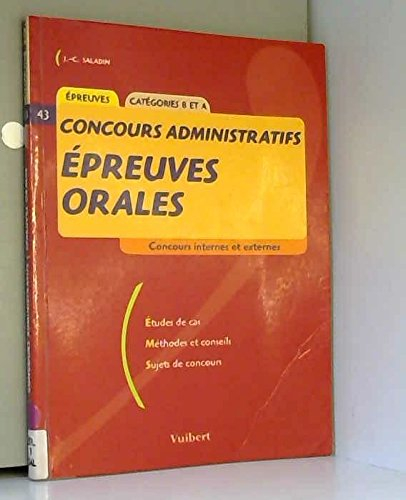 J.-C. SALADIN
ÉPREUVES
CATÉGORIES B ET A
43
CONCOURS ADMINISTRATIFS
ÉPREUVES
ORALES
Concours internes et externes
Études de cas
Méthodes et conseils
Sujets de concours
Vuibert